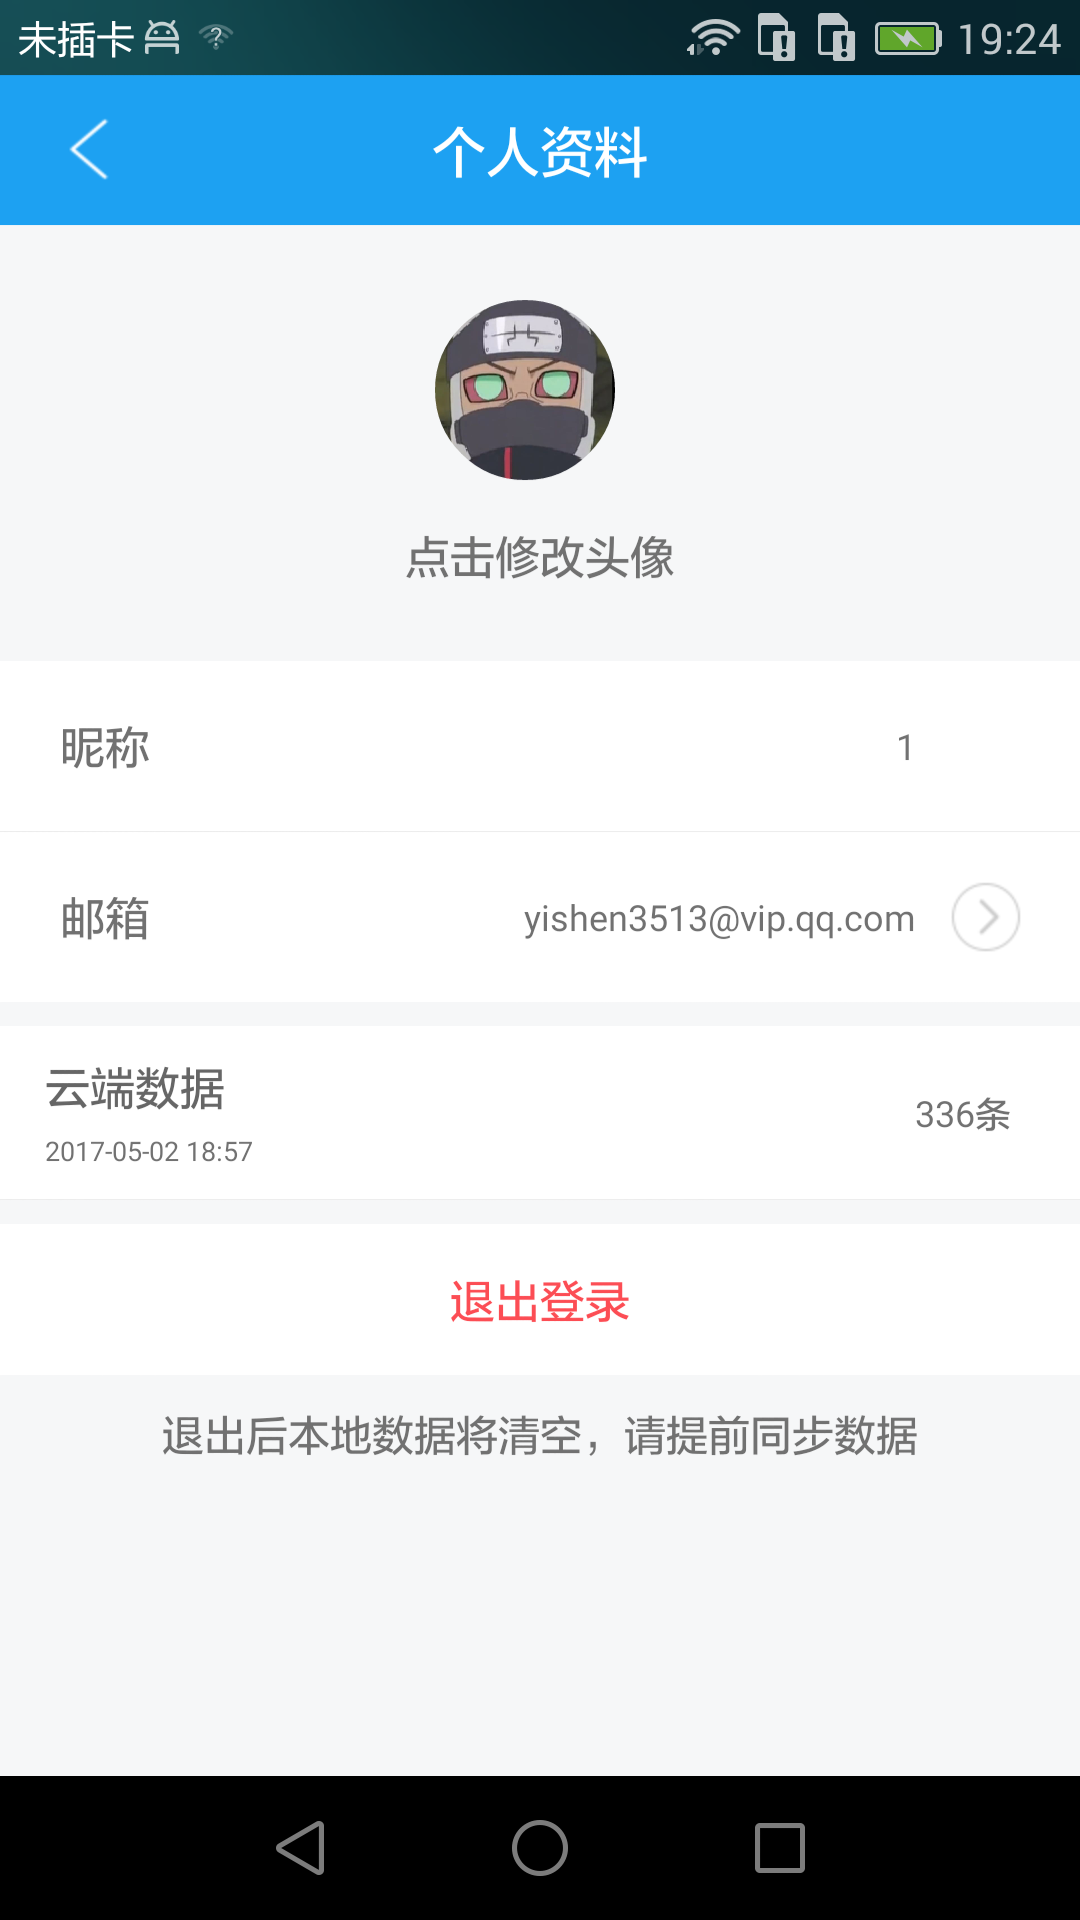 未插卡 19:24
个人资料
点击修改头像
昵称 1
邮箱 yishen3513@vip.qq.com
云端数据 336条
2017-05-02 18:57
退出登录
退出后本地数据将清空，请提前同步数据